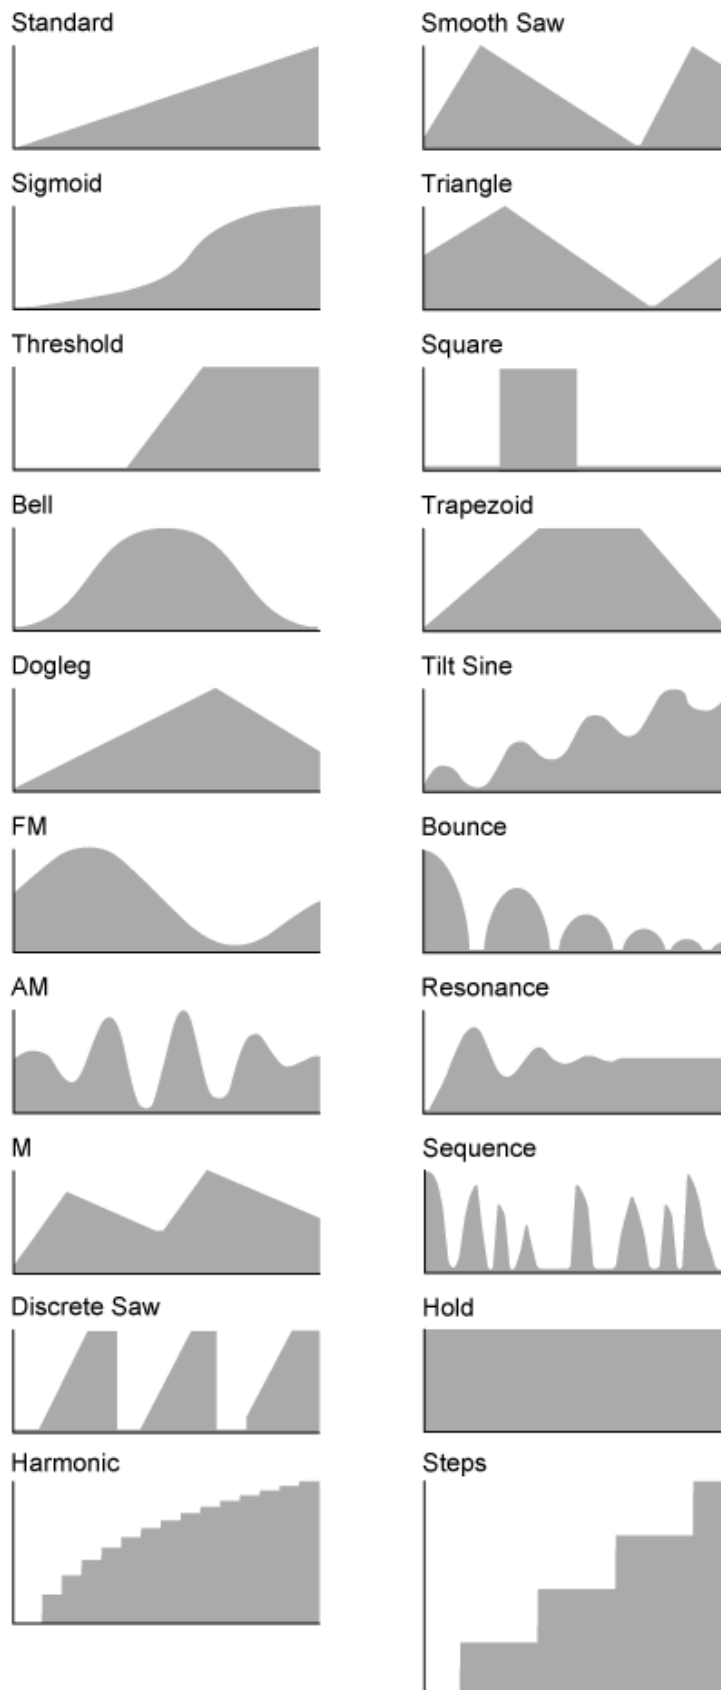 Standard
Smooth Saw
Sigmoid
Triangle
Threshold
Square
Bell
Trapezoid
Dogleg
Tilt Sine
FM
Bounce
AM
Resonance
M
Sequence
Discrete Saw
Hold
Harmonic
Steps